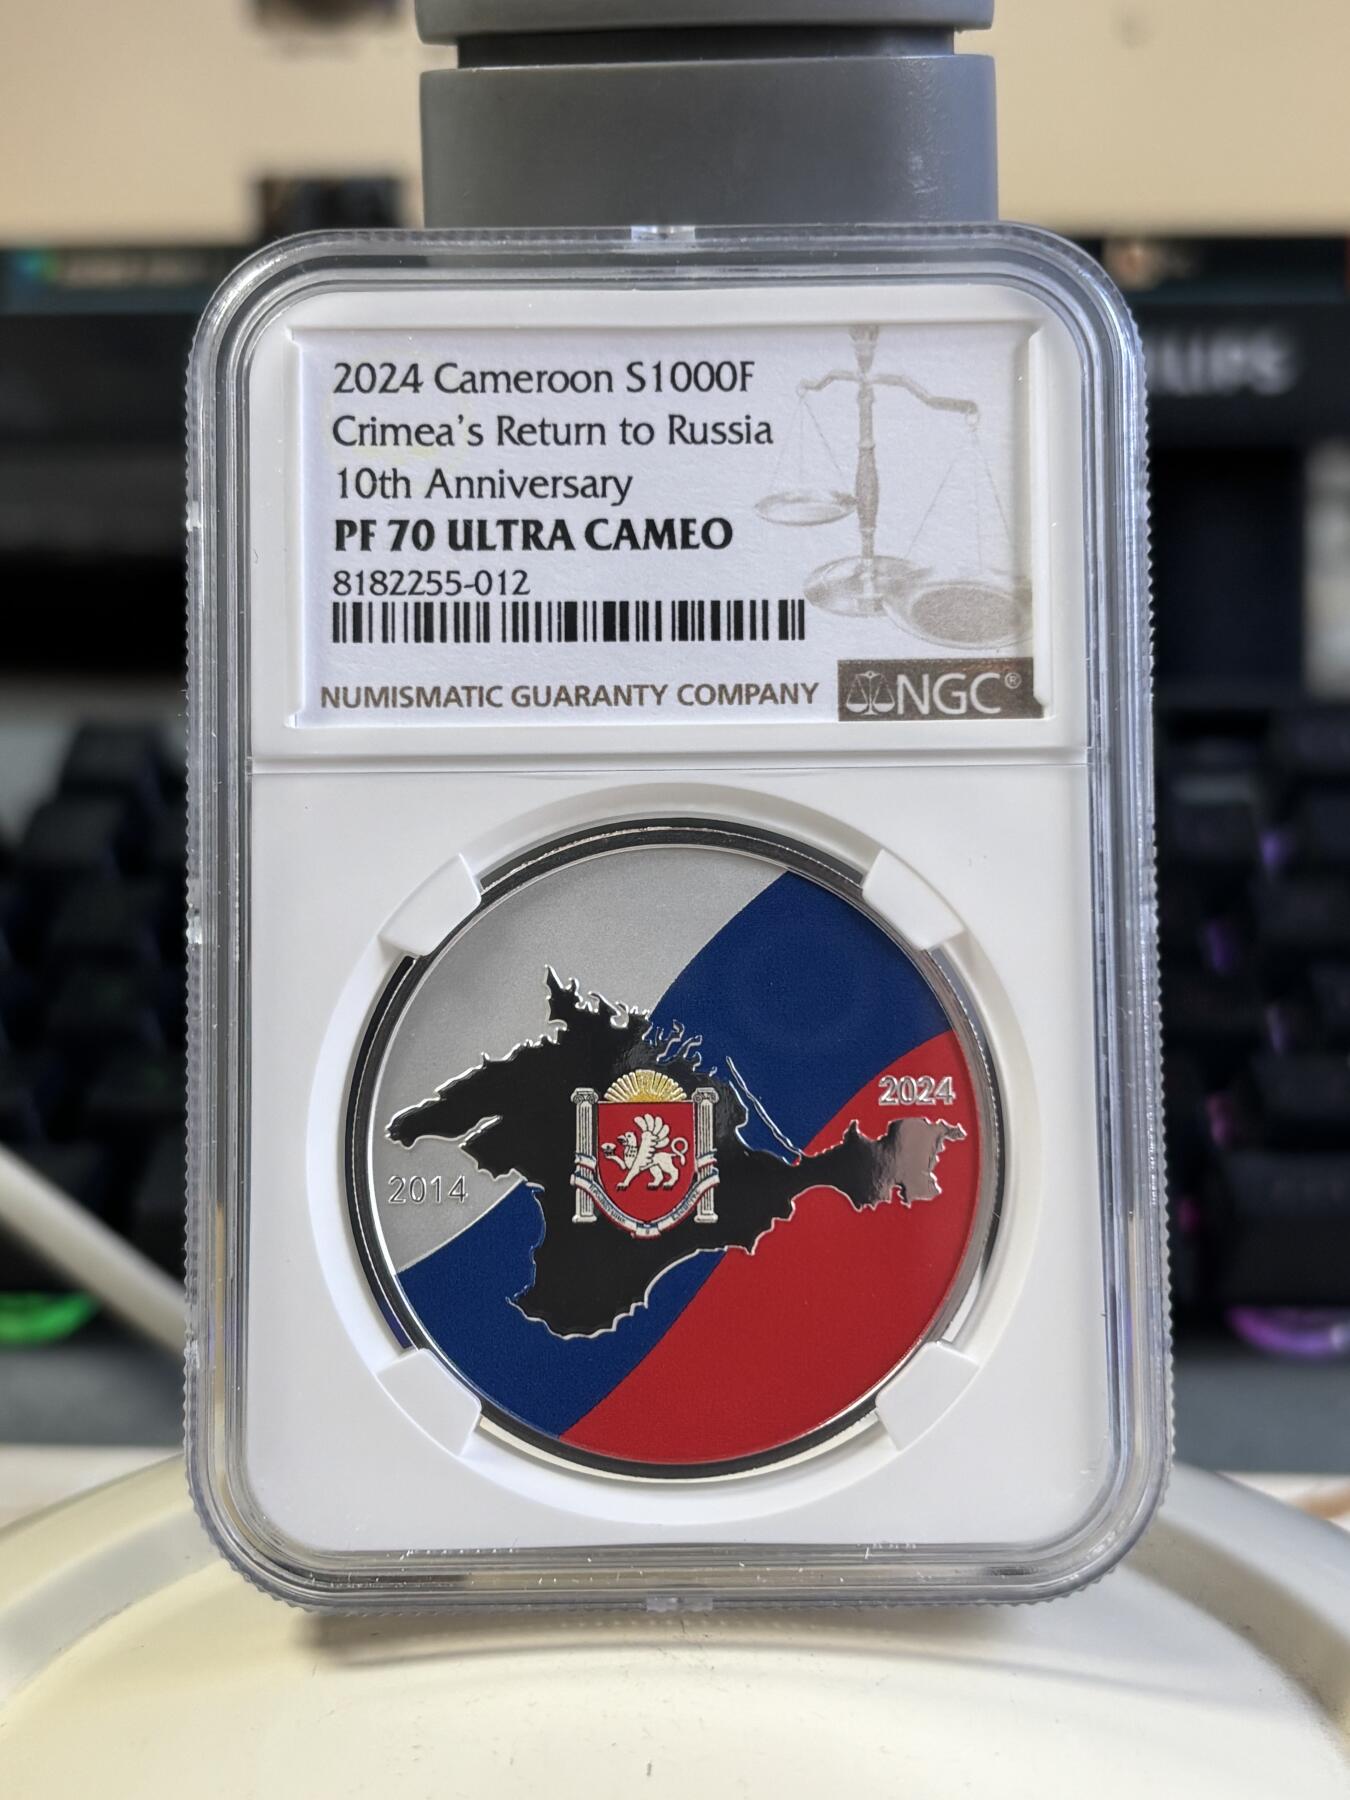 2024 Cameroon S1000F
Crimea's Return to Russia
10th Anniversary
PF 70 ULTRA CAMEO
8182255-012
NUMISMATIC GUARANTY COMPANY
NGC®
2024
2014